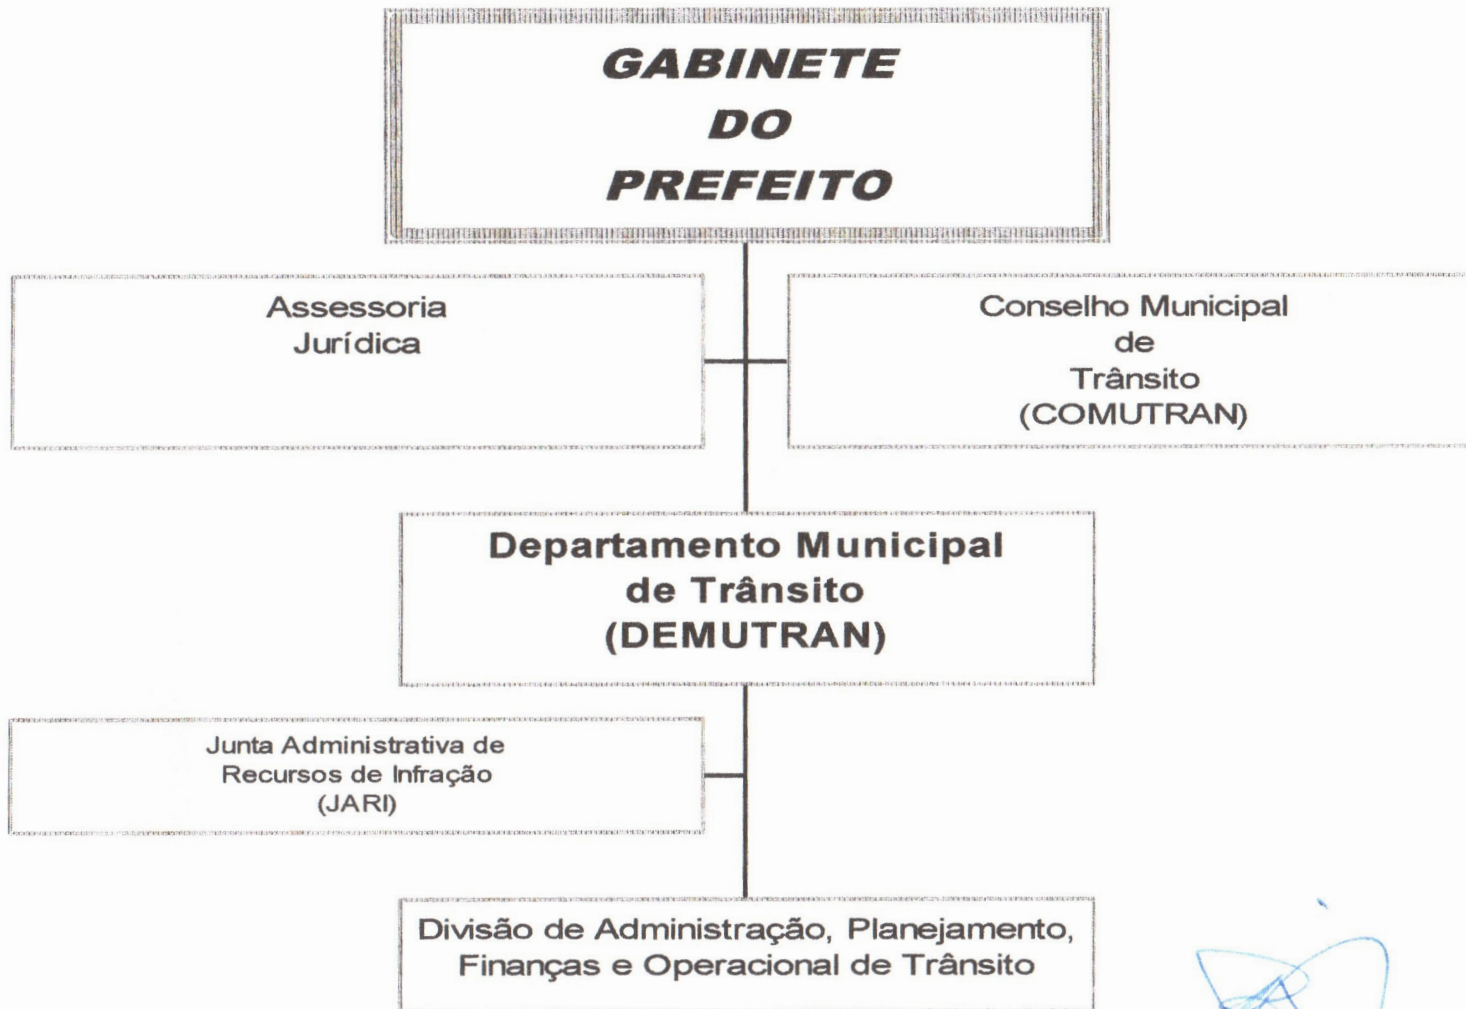 GABINETE
DO
PREFEITO
Assessoria
Jurídica
Conselho Municipal
de
Trânsito
(COMUTRAN)
Departamento Municipal
de Trânsito
(DEMUTRAN)
Junta Administrativa de
Recursos de Infração
(JARI)
Divisão de Administração, Planejamento,
Finanças e Operacional de Trânsito